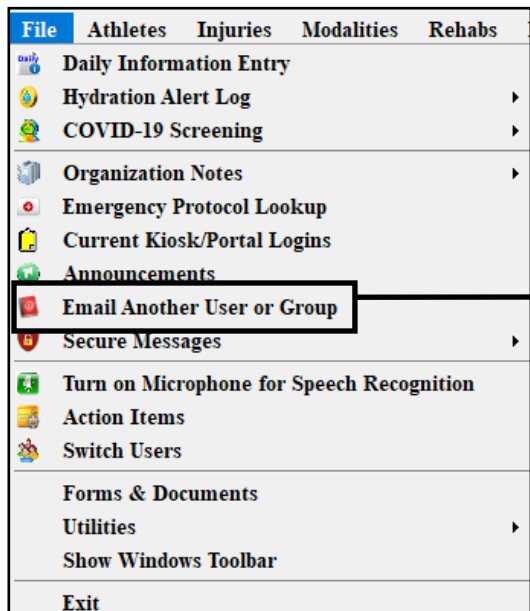 File Athletes Injuries Modalities Rehabs
Daily Daily Information Entry
Hydration Alert Log
COVID-19 Screening
Organization Notes
Emergency Protocol Lookup
Current Kiosk/Portal Logins
Announcements
Email Another User or Group
Secure Messages
Turn on Microphone for Speech Recognition
Action Items
Switch Users
Forms & Documents
Utilities
Show Windows Toolbar
Exit